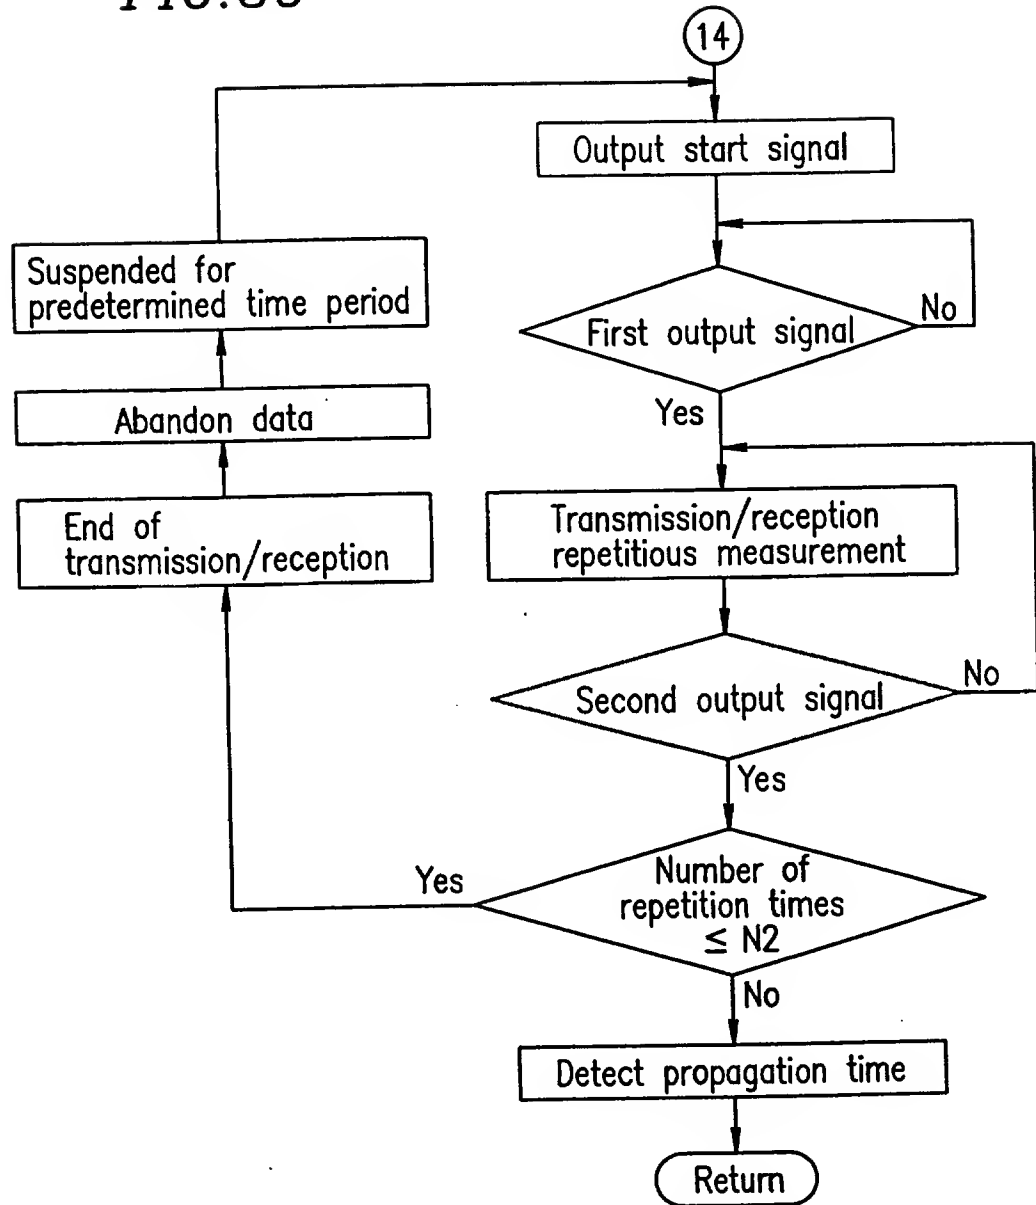 14
Output start signal
First output signal
No
Yes
Transmission/reception
repetitious measurement
Second output signal
No
Yes
Number of
repetition times
≤ N2
Yes
No
Detect propagation time
Return
End of
transmission/reception
Abandon data
Suspended for
predetermined time period